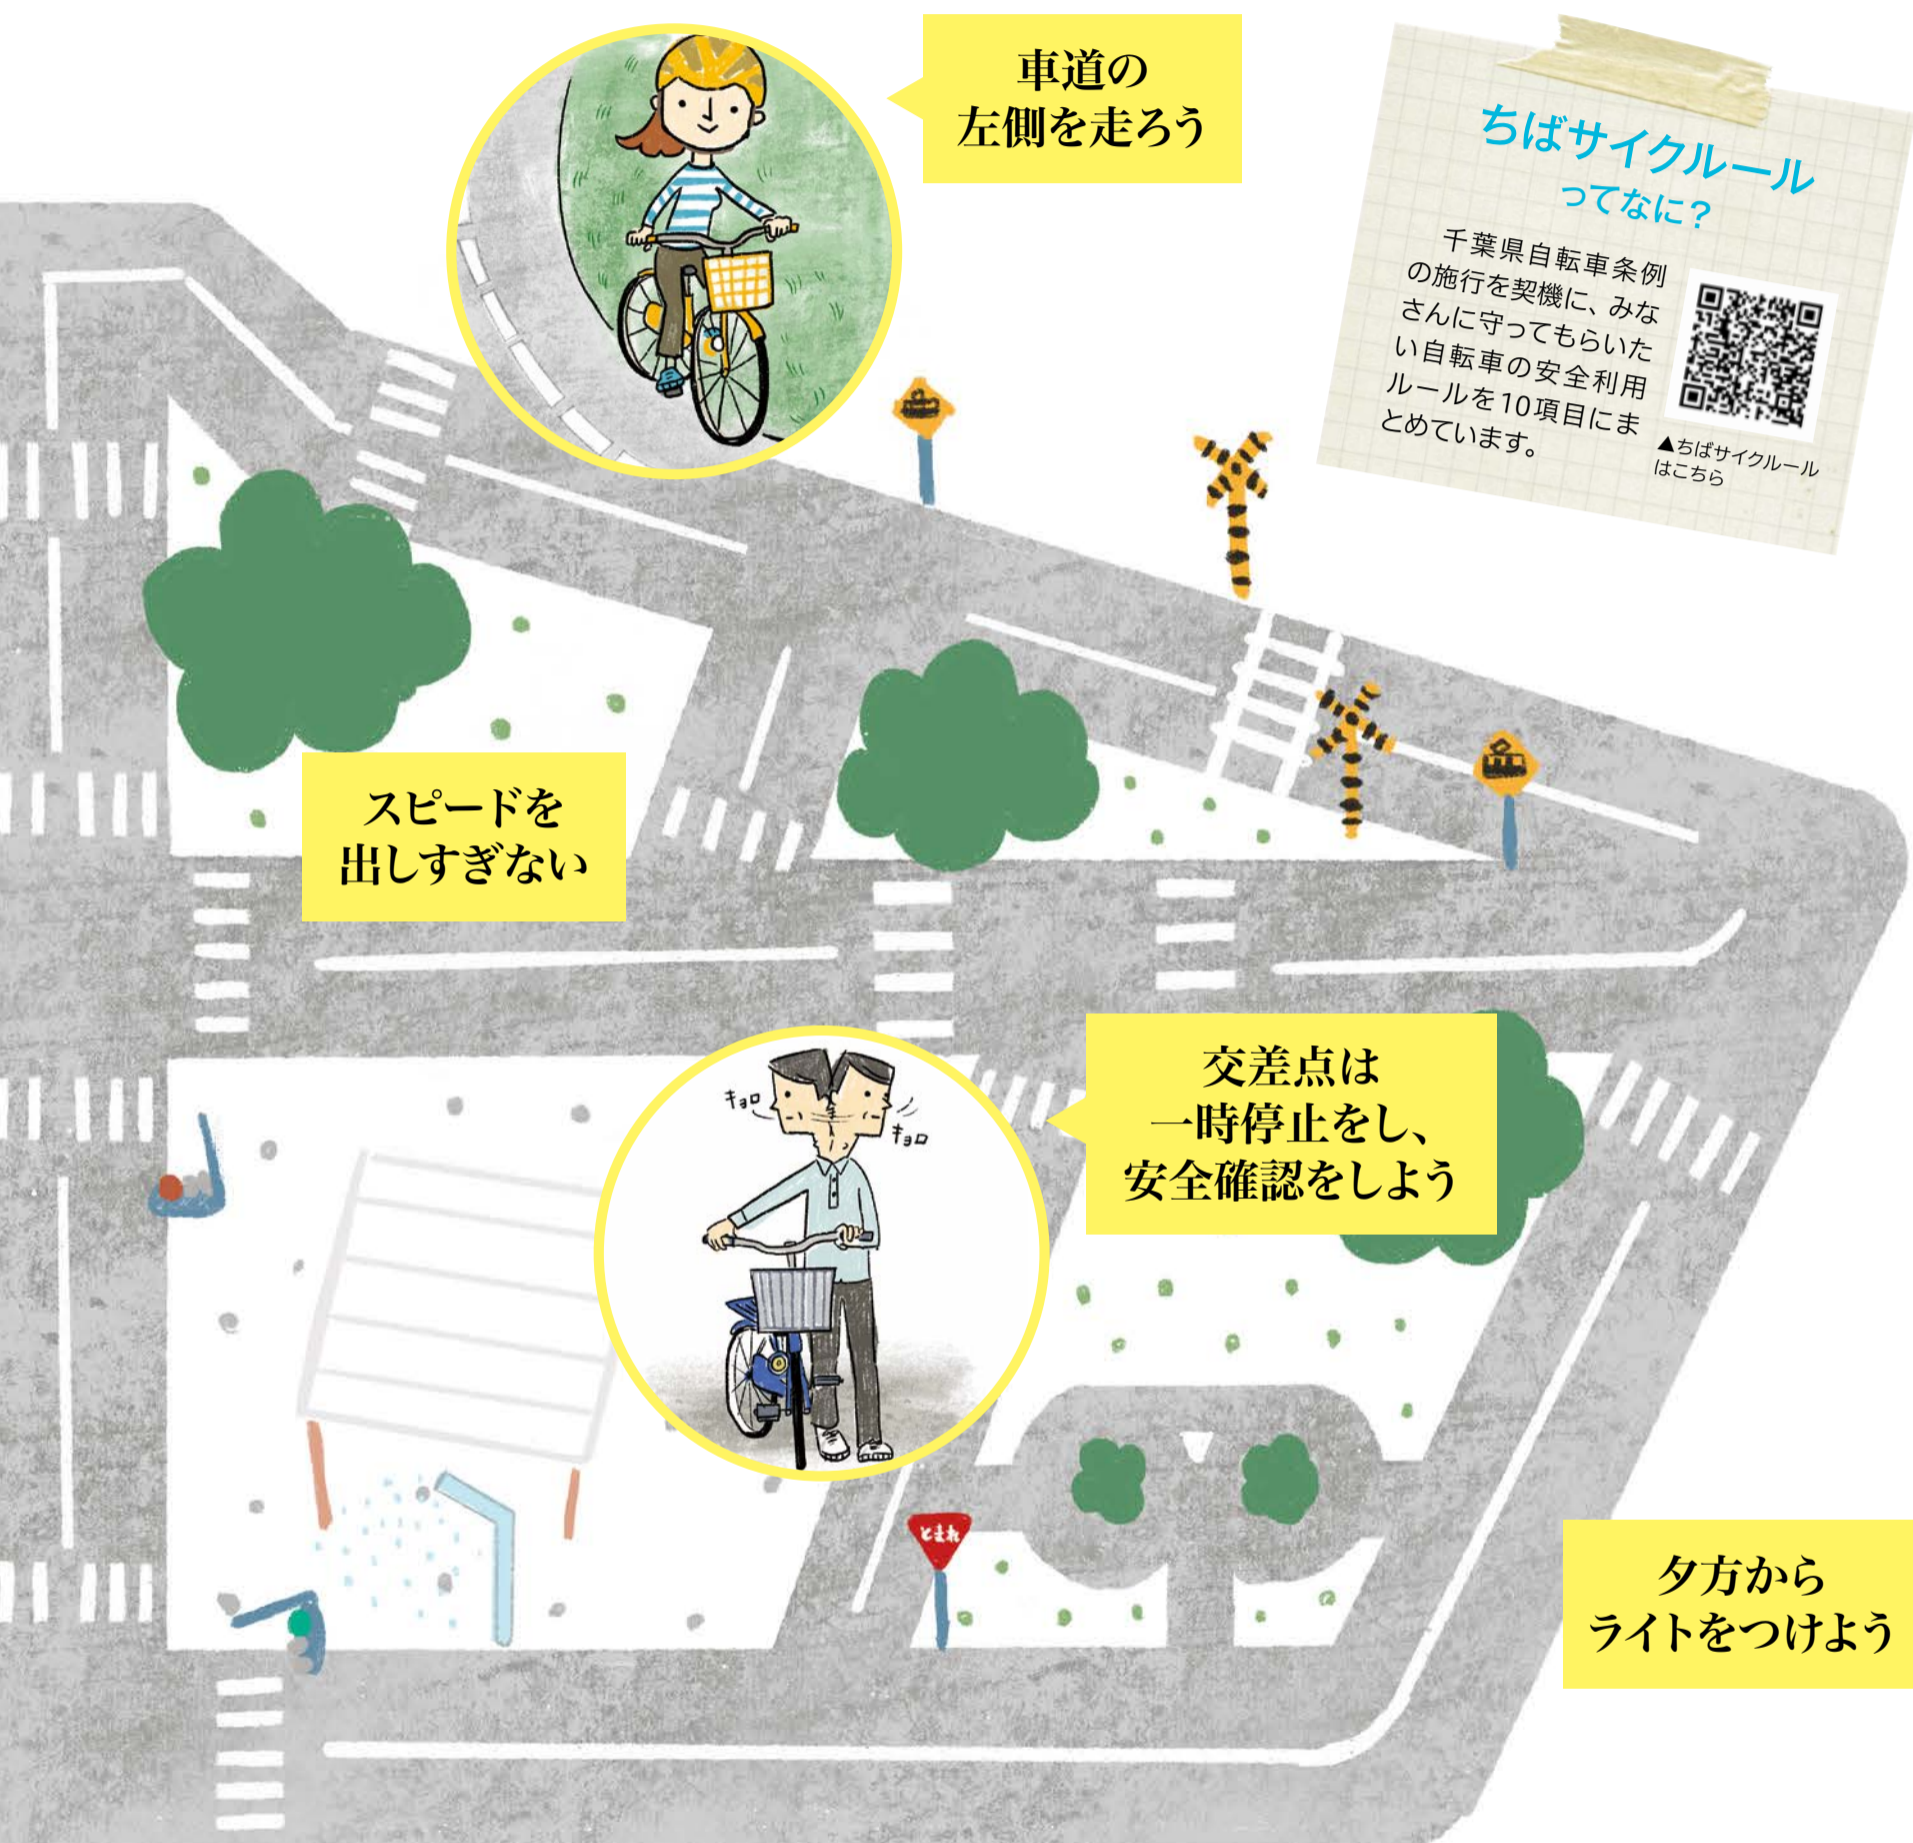 車道の
左側を走ろう
ちばサイクルール
ってなに？
千葉県自転車条例
の施行を契機に、みな
さんに守ってもらいた
い自転車の安全利用
ルールを10項目にま
とめています。
▲ちばサイクルール
はこちら
スピードを
出しすぎない
交差点は
一時停止をし、
安全確認をしよう
キョロ
キョロ
とまれ
夕方から
ライトをつけよう